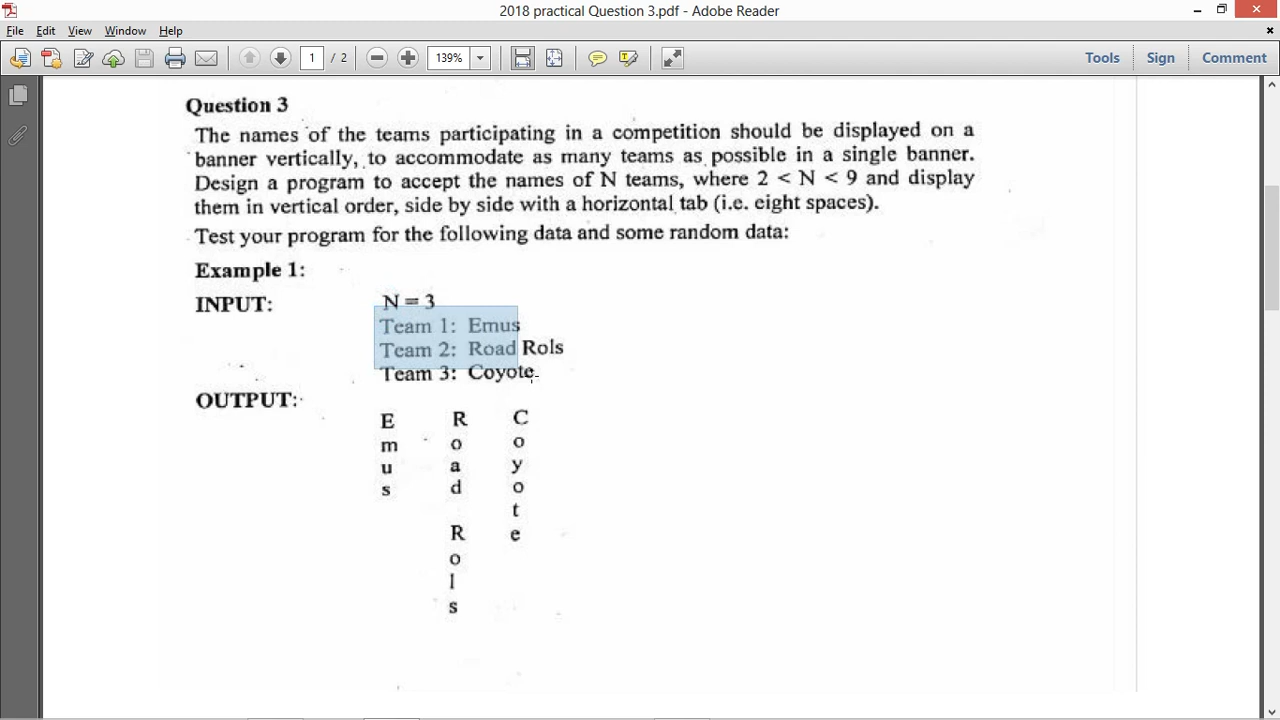 2018 practical Question 3.pdf - Adobe Reader
File Edit View Window Help
1 / 2 139% Tools Sign Comment
Question 3
The names of the teams participating in a competition should be displayed on a
banner vertically, to accommodate as many teams as possible in a single banner.
Design a program to accept the names of N teams, where 2 < N < 9 and display
them in vertical order, side by side with a horizontal tab (i.e. eight spaces).
Test your program for the following data and some random data:
Example 1:
INPUT: N = 3
Team 1: Emus
Team 2: Road Rols
Team 3: Coyote
OUTPUT:
E R C
m o o
u a y
s d o
t
R e
o
l
s